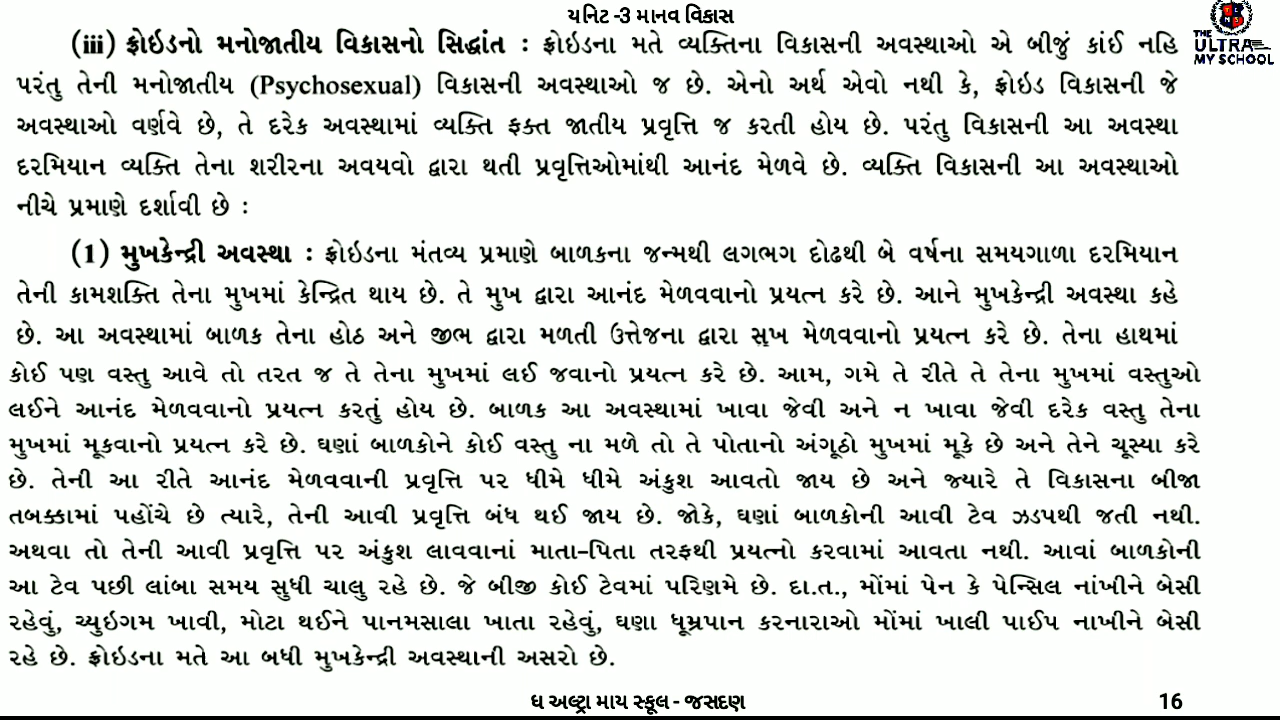 યનિટ -3 માનવ વિકાસ
THE
ULTRA
MY SCHOOL
(iii) ફ્રોઇડનો મનોજાતીય વિકાસનો સિદ્ધાંત : ફ્રોઇડના મતે વ્યક્તિના વિકાસની અવસ્થાઓ એ બીજું કાંઈ નહિ
પરંતુ તેની મનોજાતીય (Psychosexual) વિકાસની અવસ્થાઓ જ છે. એનો અર્થ એવો નથી કે, ફ્રોઇડ વિકાસની જે
અવસ્થાઓ વર્ણવે છે, તે દરેક અવસ્થામાં વ્યક્તિ ફક્ત જાતીય પ્રવૃત્તિ જ કરતી હોય છે. પરંતુ વિકાસની આ અવસ્થા
દરમિયાન વ્યક્તિ તેના શરીરના અવયવો દ્વારા થતી પ્રવૃત્તિઓમાંથી આનંદ મેળવે છે. વ્યક્તિ વિકાસની આ અવસ્થાઓ
નીચે પ્રમાણે દર્શાવી છે :
(1) મુખકેન્દ્રી અવસ્થા : ફ્રોઇડના મંતવ્ય પ્રમાણે બાળકના જન્મથી લગભગ દોઢથી બે વર્ષના સમયગાળા દરમિયાન
તેની કામશક્તિ તેના મુખમાં કેન્દ્રિત થાય છે. તે મુખ દ્વારા આનંદ મેળવવાનો પ્રયત્ન કરે છે. આને મુખકેન્દ્રી અવસ્થા કહે
છે. આ અવસ્થામાં બાળક તેના હોઠ અને જીભ દ્વારા મળતી ઉત્તેજના દ્વારા સુખ મેળવવાનો પ્રયત્ન કરે છે. તેના હાથમાં
કોઈ પણ વસ્તુ આવે તો તરત જ તે તેના મુખમાં લઈ જવાનો પ્રયત્ન કરે છે. આમ, ગમે તે રીતે તે તેના મુખમાં વસ્તુઓ
લઈને આનંદ મેળવવાનો પ્રયત્ન કરતું હોય છે. બાળક આ અવસ્થામાં ખાવા જેવી અને ન ખાવા જેવી દરેક વસ્તુ તેના
મુખમાં મૂકવાનો પ્રયત્ન કરે છે. ઘણાં બાળકોને કોઈ વસ્તુ ના મળે તો તે પોતાનો અંગૂઠો મુખમાં મૂકે છે અને તેને ચૂસ્યા કરે
છે. તેની આ રીતે આનંદ મેળવવાની પ્રવૃત્તિ પર ધીમે ધીમે અંકુશ આવતો જાય છે અને જ્યારે તે વિકાસના બીજા
તબક્કામાં પહોંચે છે ત્યારે, તેની આવી પ્રવૃત્તિ બંધ થઈ જાય છે. જોકે, ઘણાં બાળકોની આવી ટેવ ઝડપથી જતી નથી.
અથવા તો તેની આવી પ્રવૃત્તિ પર અંકુશ લાવવાનાં માતા-પિતા તરફથી પ્રયત્નો કરવામાં આવતા નથી. આવાં બાળકોની
આ ટેવ પછી લાંબા સમય સુધી ચાલુ રહે છે. જે બીજી કોઈ ટેવમાં પરિણમે છે. દા.ત., મોંમાં પેન કે પેન્સિલ નાંખીને બેસી
રહેવું, ચ્યુઇગમ ખાવી, મોટા થઈને પાનમસાલા ખાતા રહેવું, ઘણા ધૂમ્રપાન કરનારાઓ મોંમાં ખાલી પાઈપ નાખીને બેસી
રહે છે. ફ્રોઇડના મતે આ બધી મુખકેન્દ્રી અવસ્થાની અસરો છે.
ધ અલ્ટ્રા માય સ્કૂલ - જસદણ
16